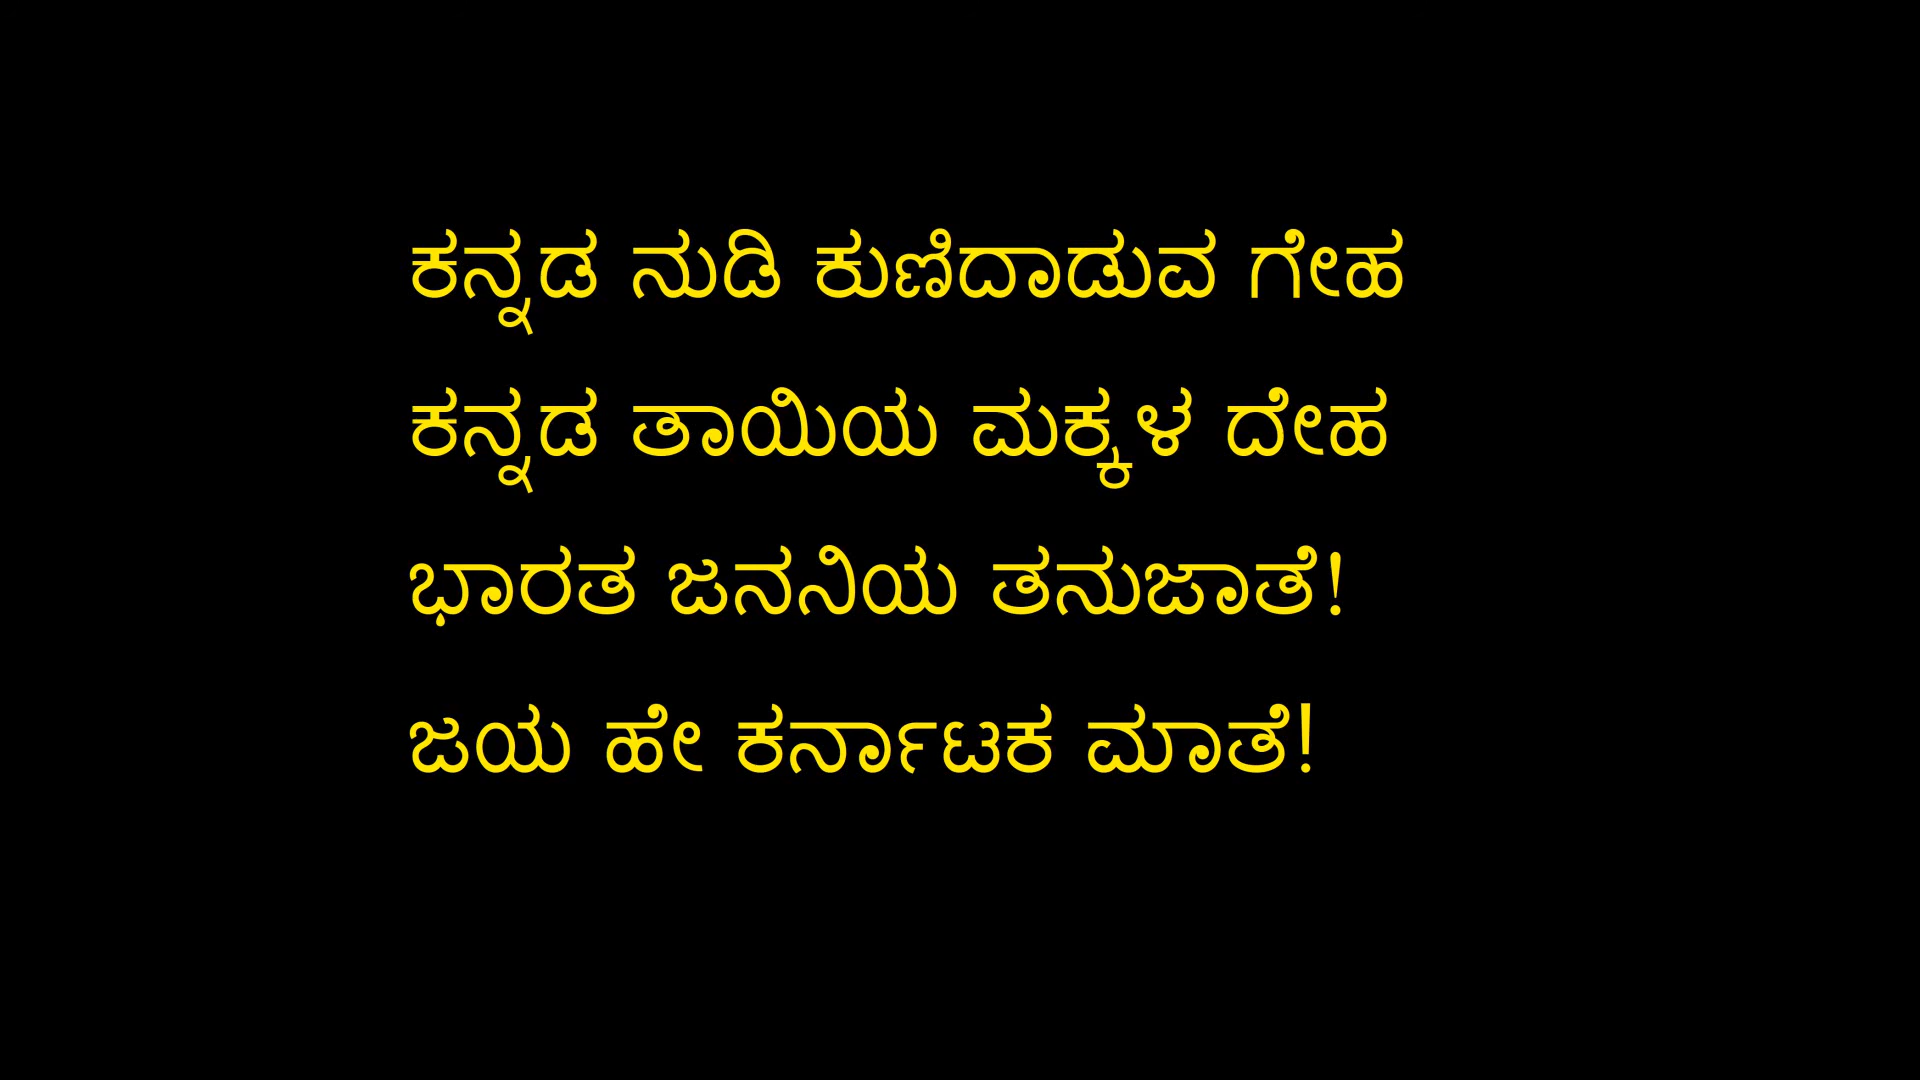 ಕನ್ನಡ ನುಡಿ ಕುಣಿದಾಡುವ ಗೇಹ
ಕನ್ನಡ ತಾಯಿಯ ಮಕ್ಕಳ ದೇಹ
ಭಾರತ ಜನನಿಯ ತನುಜಾತೆ!
ಜಯ ಹೇ ಕರ್ನಾಟಕ ಮಾತೆ!